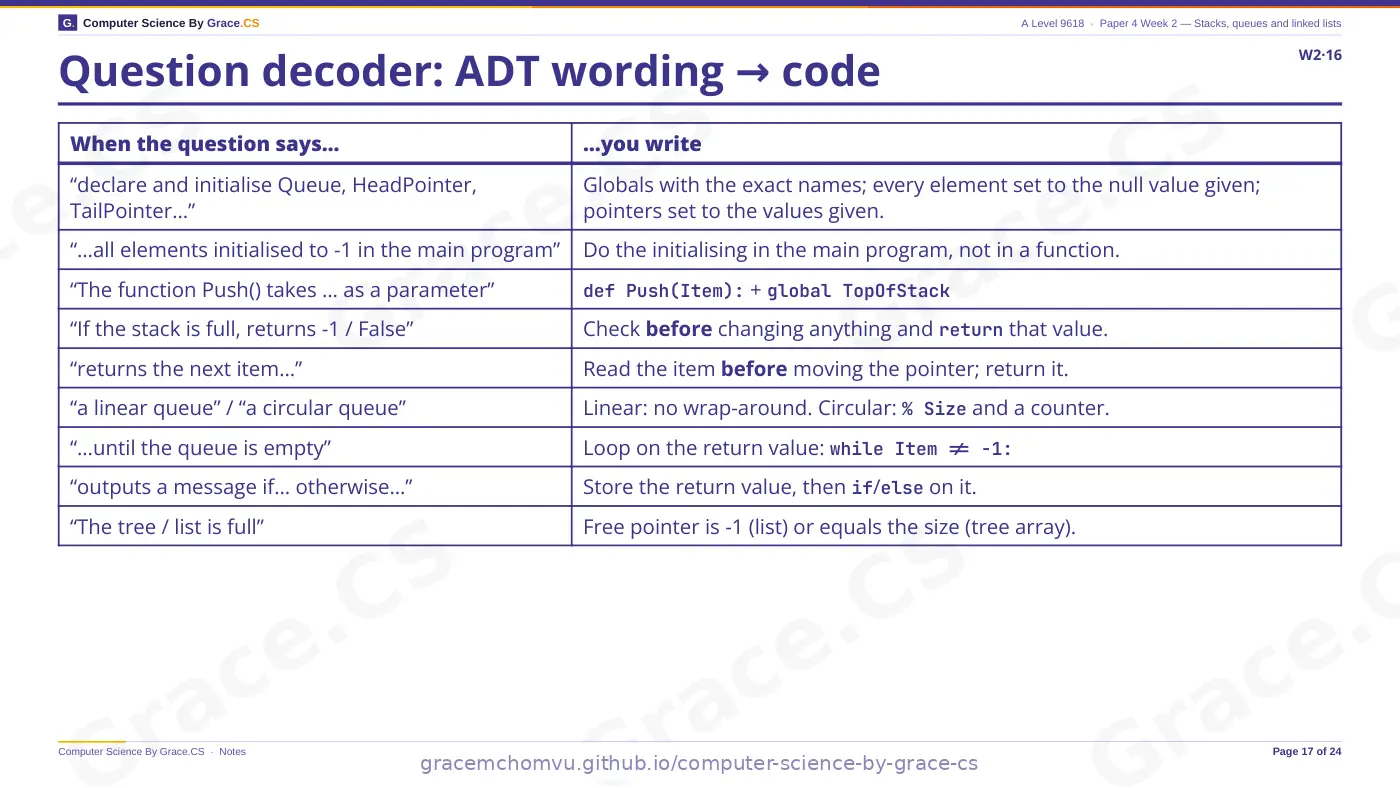 G. Computer Science By Grace.CS
A Level 9618 · Paper 4 Week 2 — Stacks, queues and linked lists
Question decoder: ADT wording → code
W2·16
When the question says…
…you write
“declare and initialise Queue, HeadPointer,
TailPointer…”
Globals with the exact names; every element set to the null value given;
pointers set to the values given.
“…all elements initialised to -1 in the main program”
Do the initialising in the main program, not in a function.
“The function Push() takes … as a parameter”
def Push(Item): + global TopOfStack
“If the stack is full, returns -1 / False”
Check before changing anything and return that value.
“returns the next item…”
Read the item before moving the pointer; return it.
“a linear queue” / “a circular queue”
Linear: no wrap-around. Circular: % Size and a counter.
“…until the queue is empty”
Loop on the return value: while Item ≠ -1:
“outputs a message if… otherwise…”
Store the return value, then if/else on it.
“The tree / list is full”
Free pointer is -1 (list) or equals the size (tree array).
Computer Science By Grace.CS · Notes
Page 17 of 24
gracemchomvu.github.io/computer-science-by-grace-cs
Grace.CS